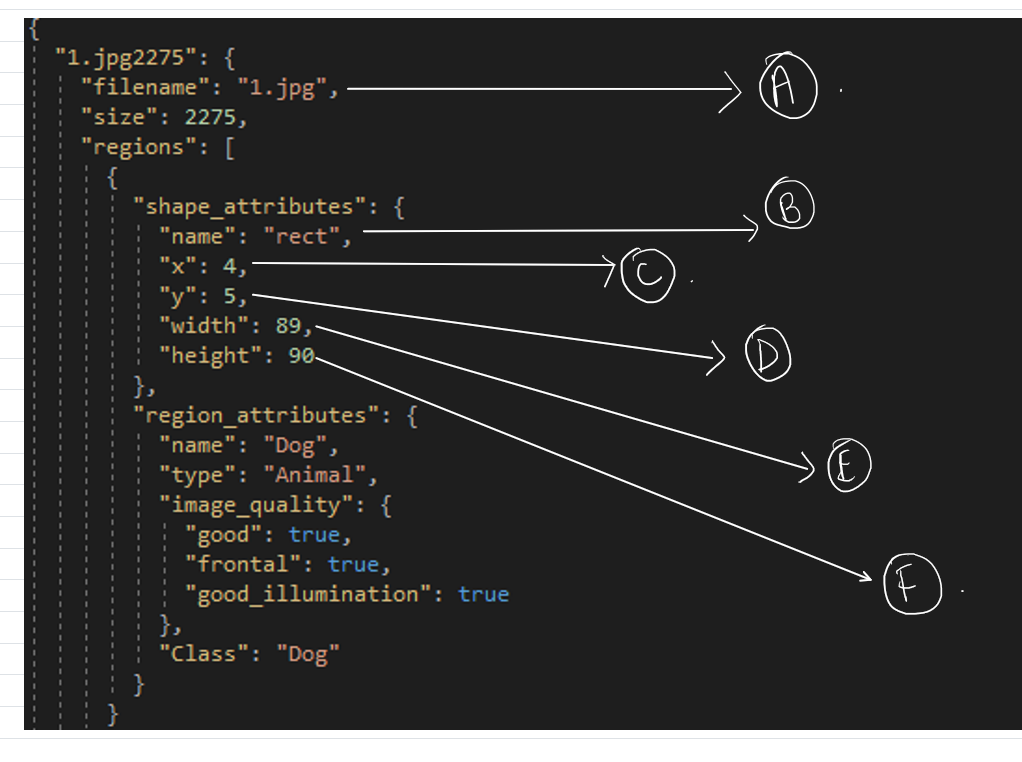 {
"1.jpg2275": {
"filename": "1.jpg", A
"size": 2275,
"regions": [
{
"shape_attributes": {
"name": "rect", B
"x": 4, C
"y": 5, D
"width": 89, E
"height": 90 F
},
"region_attributes": {
"name": "Dog",
"type": "Animal",
"image_quality": {
"good": true,
"frontal": true,
"good_illumination": true
},
"Class": "Dog"
}
}